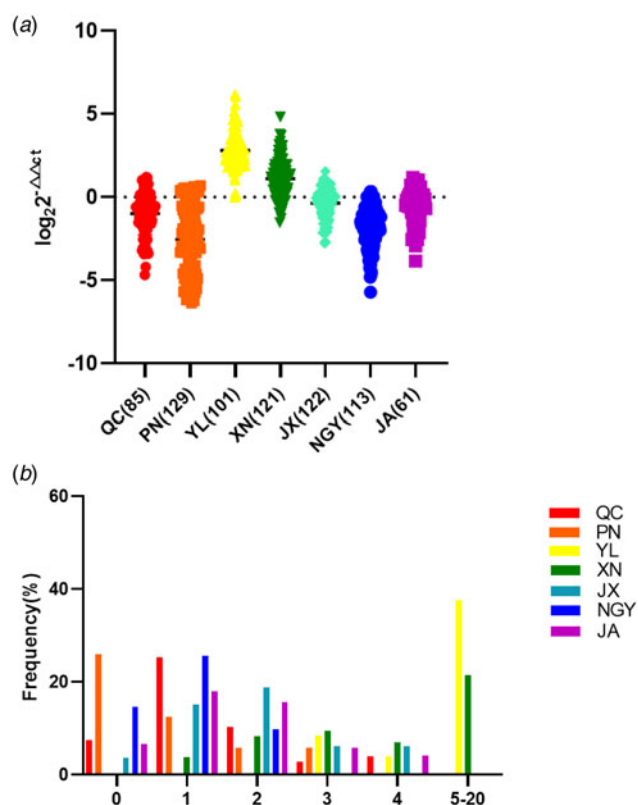 (a)
10
5
0
-5
-10
log₂2^-ΔΔct
QC(85)
PN(129)
YL(101)
XN(121)
JX(122)
NGY(113)
JA(61)
(b)
60
40
20
0
Frequency(%)
0 1 2 3 4 5-20
QC
PN
YL
XN
JX
NGY
JA